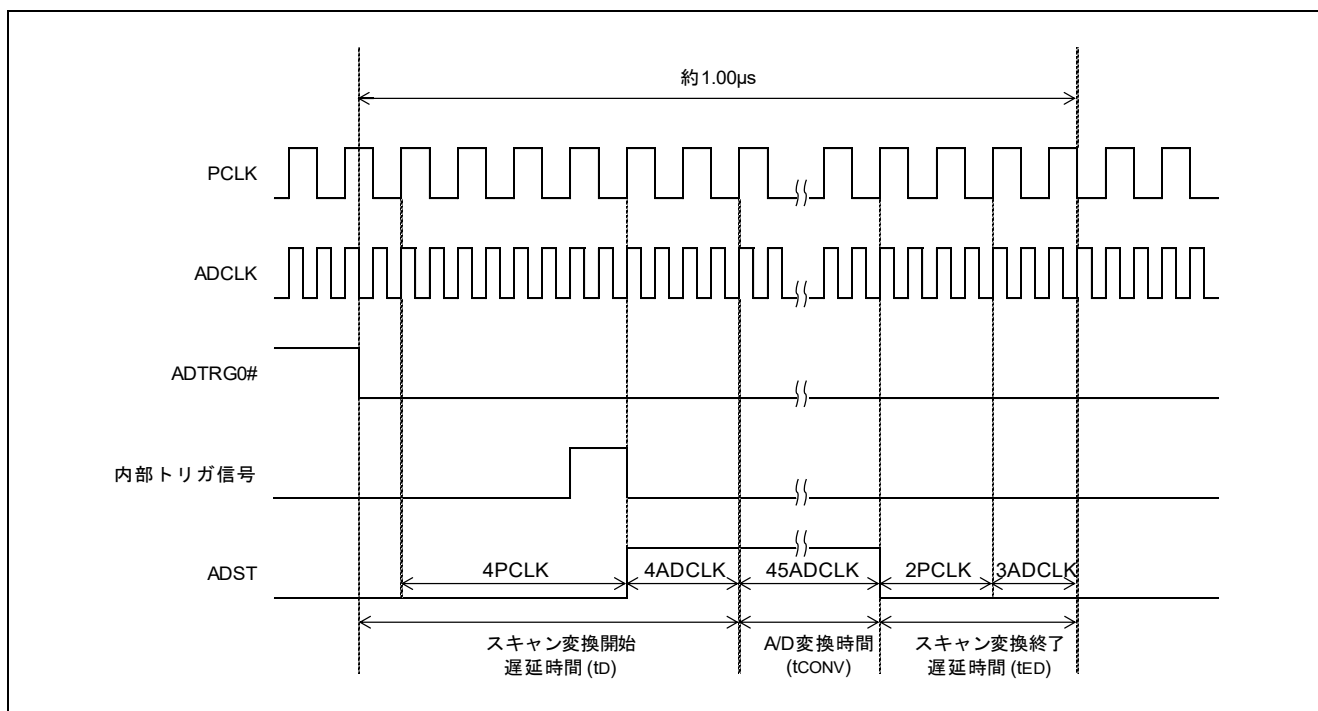 約1.00µs
PCLK
ADCLK
ADTRG0#
内部トリガ信号
ADST
4PCLK
4ADCLK
45ADCLK
2PCLK
3ADCLK
スキャン変換開始
遅延時間 (tD)
A/D変換時間
(tCONV)
スキャン変換終了
遅延時間 (tED)